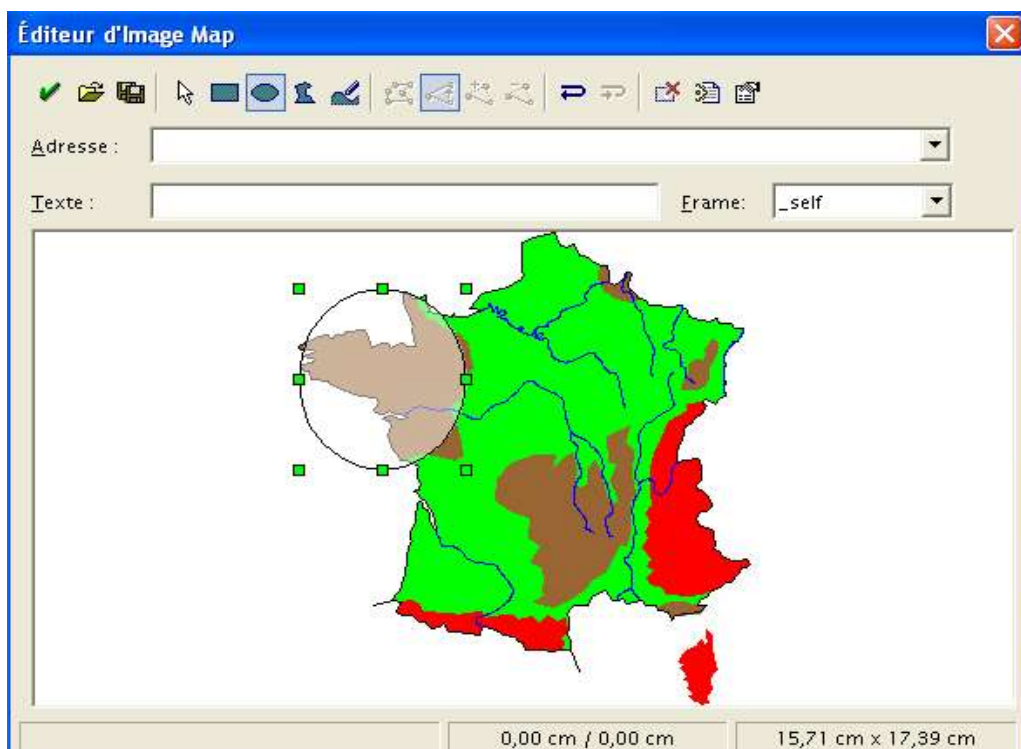 Éditeur d'Image Map
Adresse :
Texte :
Frame: _self
0,00 cm / 0,00 cm
15,71 cm x 17,39 cm